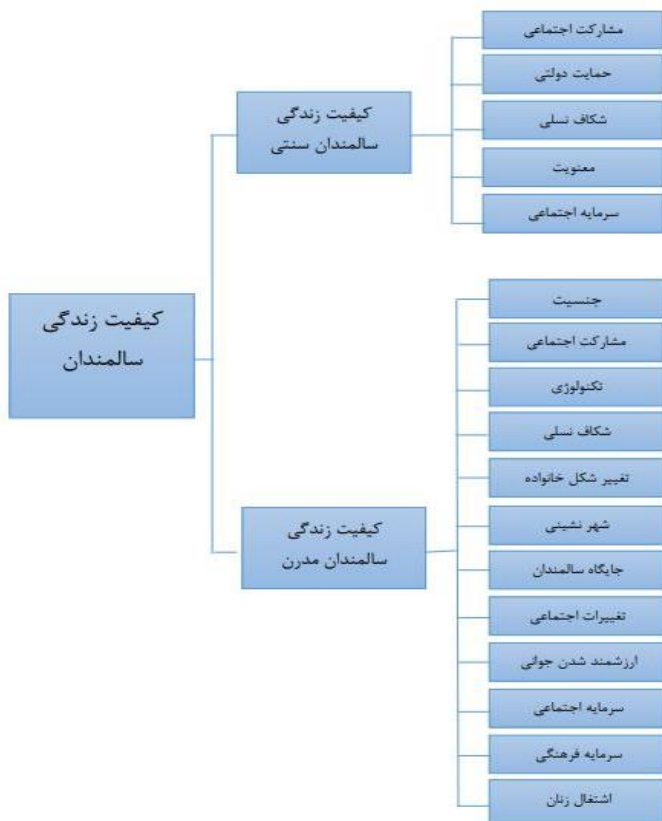 کیفیت زندگی
سالمندان
کیفیت زندگی
سالمندان سنتی
مشارکت اجتماعی
حمایت دولتی
شکاف نسلی
معنویت
سرمایه اجتماعی
کیفیت زندگی
سالمندان مدرن
جنسیت
مشارکت اجتماعی
تکنولوژی
شکاف نسلی
تغییر شکل خانواده
شهر نشینی
جایگاه سالمندان
تغییرات اجتماعی
ارزشمند شدن جوانی
سرمایه اجتماعی
سرمایه فرهنگی
اشتغال زنان